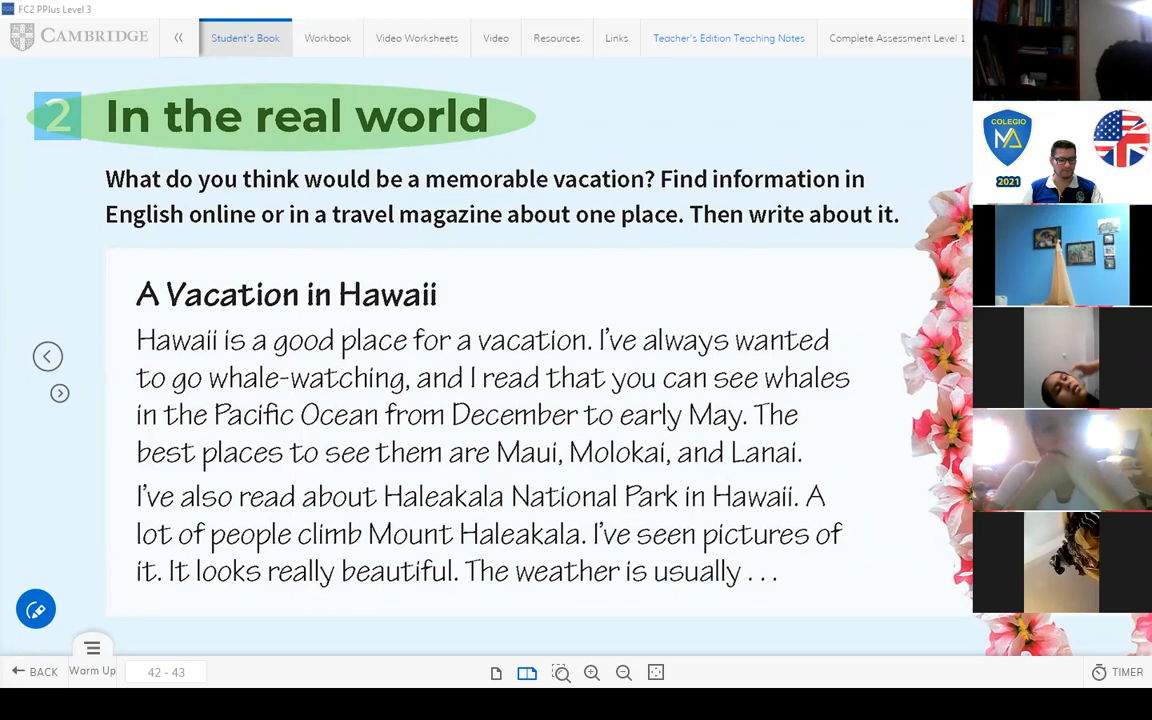 FC2 PPlus Level 3
CAMBRIDGE
Student's Book
Workbook
Video Worksheets
Video
Resources
Links
Teacher's Edition Teaching Notes
Complete Assessment Level 1
2 In the real world
What do you think would be a memorable vacation? Find information in
English online or in a travel magazine about one place. Then write about it.
A Vacation in Hawaii
Hawaii is a good place for a vacation. I've always wanted
to go whale-watching, and I read that you can see whales
in the Pacific Ocean from December to early May. The
best places to see them are Maui, Molokai, and Lanai.
I've also read about Haleakala National Park in Hawaii. A
lot of people climb Mount Haleakala. I've seen pictures of
it. It looks really beautiful. The weather is usually . . .
COLEGIO
MA
2021
BACK
Warm Up
42 - 43
TIMER